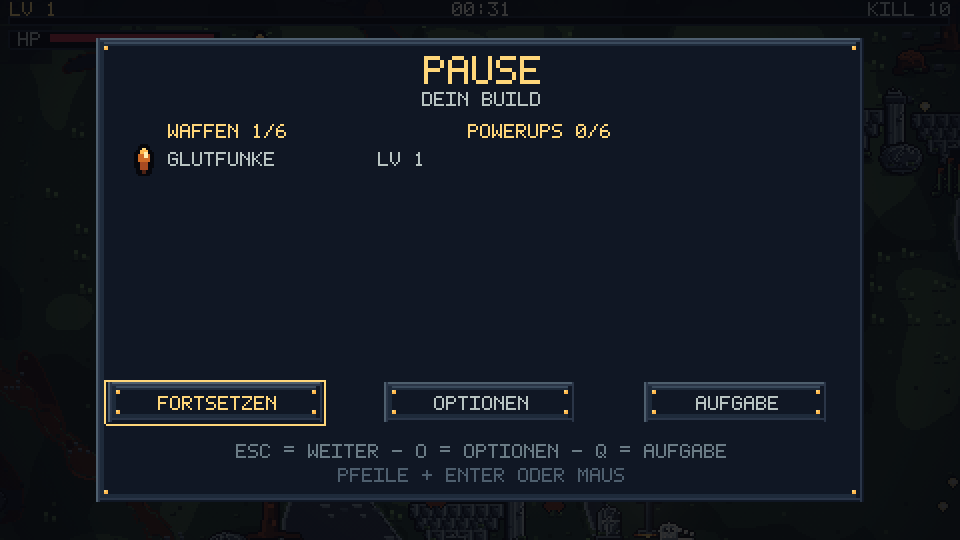 LV 1 00:31 KILL 10
HP
PAUSE
DEIN BUILD
WAFFEN 1/6 POWERUPS 0/6
GLUTFUNKE LV 1
FORTSETZEN OPTIONEN AUFGABE
ESC = WEITER - O = OPTIONEN - Q = AUFGABE
PFEILE + ENTER ODER MAUS